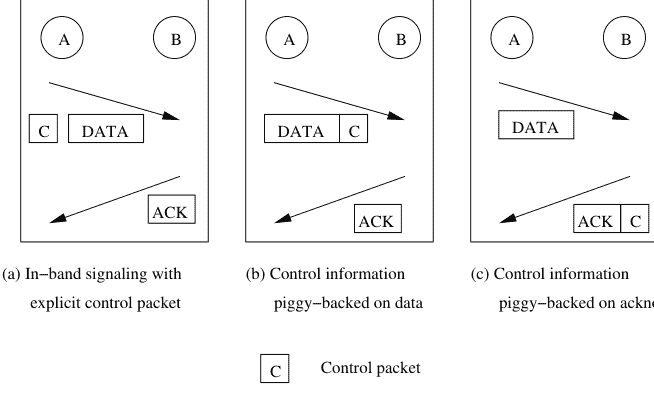 A B
A B
A B
C DATA
DATA C
DATA
ACK
ACK
ACK C
(a) In−band signaling with
explicit control packet
(b) Control information
piggy−backed on data
(c) Control information
piggy−backed on
C Control packet